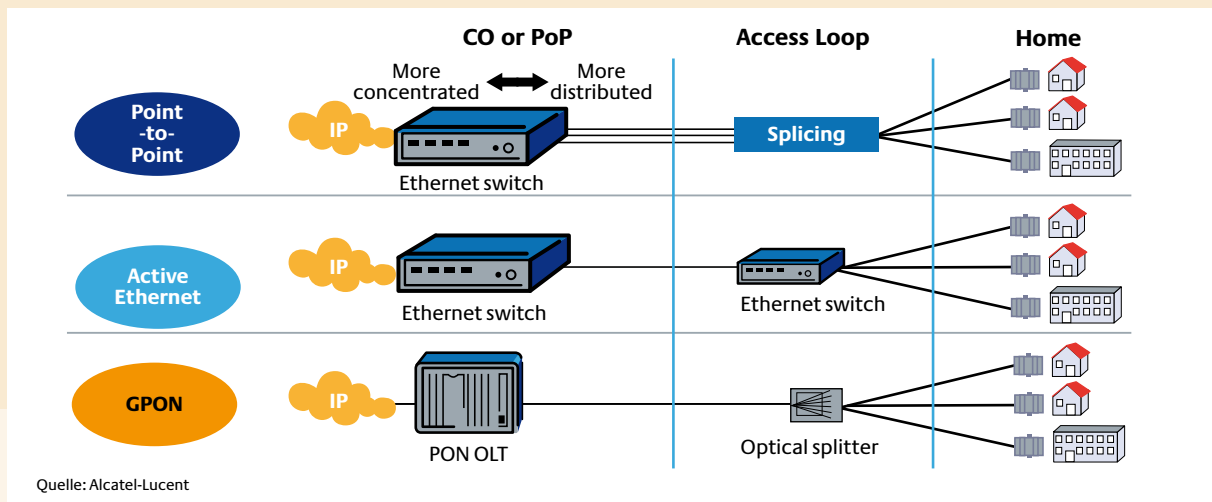 CO or PoP
Access Loop
Home
More
concentrated
More
distributed
Point
-to-
Point
IP
Ethernet switch
Splicing
Active
Ethernet
IP
Ethernet switch
Ethernet switch
GPON
IP
PON OLT
Optical splitter
Quelle: Alcatel-Lucent